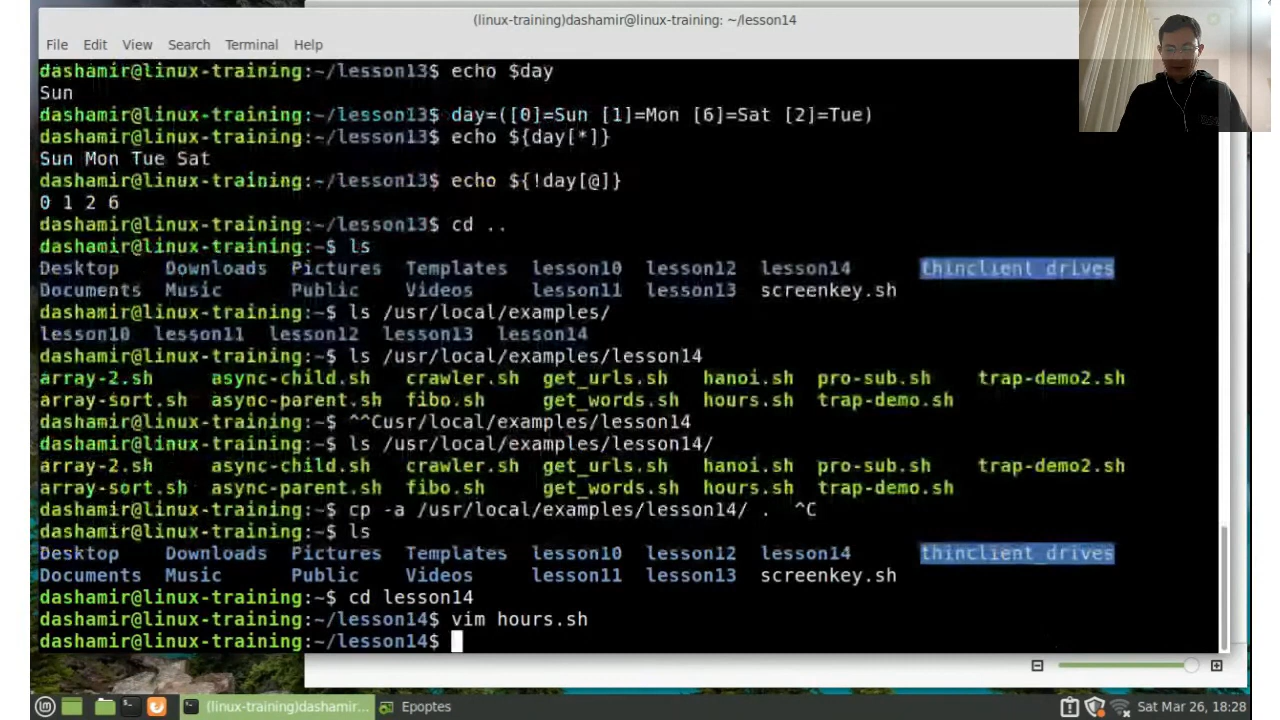 (linux-training)dashamir@linux-training: ~/lesson14
File Edit View Search Terminal Help
dashamir@linux-training:~/lesson13$ echo $day
Sun
dashamir@linux-training:~/lesson13$ day=([0]=Sun [1]=Mon [6]=Sat [2]=Tue)
dashamir@linux-training:~/lesson13$ echo ${day[*]}
Sun Mon Tue Sat
dashamir@linux-training:~/lesson13$ echo ${!day[@]}
0 1 2 6
dashamir@linux-training:~/lesson13$ cd ..
dashamir@linux-training:~$ ls
Desktop Downloads Pictures Templates lesson10 lesson12 lesson14 thinclient_drives
Documents Music Public Videos lesson11 lesson13 screenkey.sh
dashamir@linux-training:~$ ls /usr/local/examples/
lesson10 lesson11 lesson12 lesson13 lesson14
dashamir@linux-training:~$ ls /usr/local/examples/lesson14
array-2.sh async-child.sh crawler.sh get_urls.sh hanoi.sh pro-sub.sh trap-demo2.sh
array-sort.sh async-parent.sh fibo.sh get_words.sh hours.sh trap-demo.sh
dashamir@linux-training:~$ ^^Cusr/local/examples/lesson14
dashamir@linux-training:~$ ls /usr/local/examples/lesson14/
array-2.sh async-child.sh crawler.sh get_urls.sh hanoi.sh pro-sub.sh trap-demo2.sh
array-sort.sh async-parent.sh fibo.sh get_words.sh hours.sh trap-demo.sh
dashamir@linux-training:~$ cp -a /usr/local/examples/lesson14/ . ^C
dashamir@linux-training:~$ ls
Desktop Downloads Pictures Templates lesson10 lesson12 lesson14 thinclient_drives
Documents Music Public Videos lesson11 lesson13 screenkey.sh
dashamir@linux-training:~$ cd lesson14
dashamir@linux-training:~/lesson14$ vim hours.sh
dashamir@linux-training:~/lesson14$
(linux-training)dashamir... Epoptes Sat Mar 26, 18:28